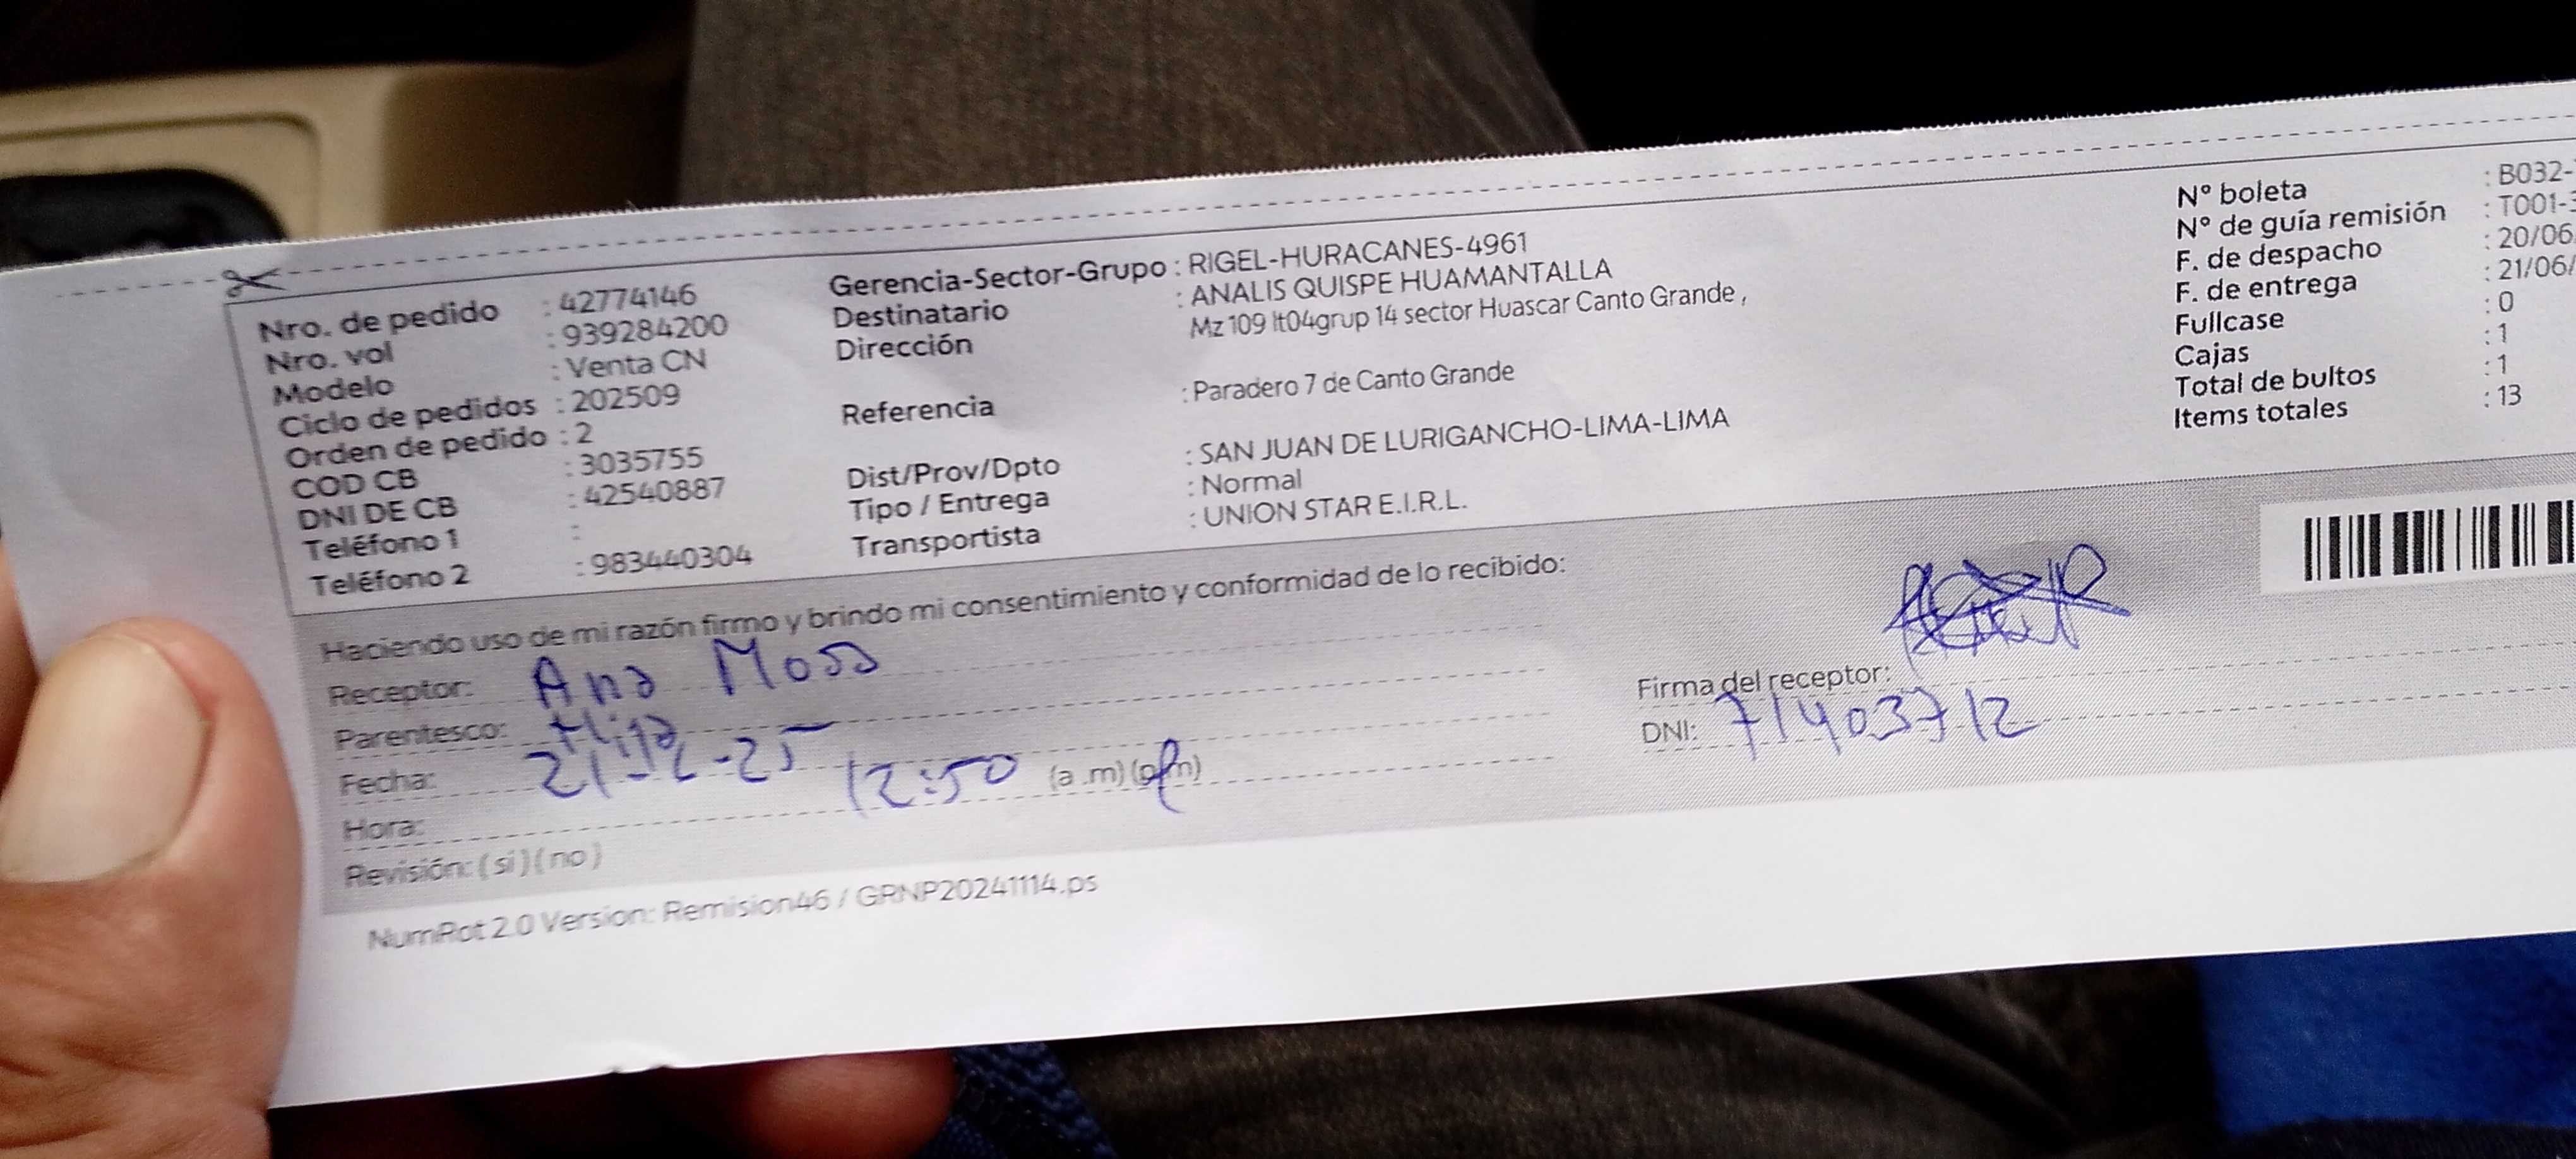 Nro. de pedido : 42774146
Nro. vol : 939284200
Modelo : Venta CN
Ciclo de pedidos : 202509
Orden de pedido : 2
COD CB : 3035755
DNI DE CB : 42540887
Teléfono 1 :
Teléfono 2 : 983440304
Gerencia-Sector-Grupo : RIGEL-HURACANES-4961
Destinatario : ANALIS QUISPE HUAMANTALLA
Dirección Mz 109 lt04grup 14 sector Huascar Canto Grande ,
Referencia : Paradero 7 de Canto Grande
Dist/Prov/Dpto : SAN JUAN DE LURIGANCHO-LIMA-LIMA
Tipo / Entrega : Normal
Transportista : UNION STAR E.I.R.L.
N° boleta : B032-
N° de guía remisión : T001-3
F. de despacho : 20/06
F. de entrega : 21/06/
Fullcase : 0
Cajas : 1
Total de bultos : 1
Items totales : 13
Haciendo uso de mi razón firmo y brindo mi consentimiento y conformidad de lo recibido:
Receptor: Ana
Parentesco: Hija
Fecha:
Hora: 12:50 (a .m) (p.m)
Revisión: ( si ) ( no )
Firma del receptor:
DNI: 71403712
NumRot 2.0 Version: Remision46 / GRNP20241114.ps